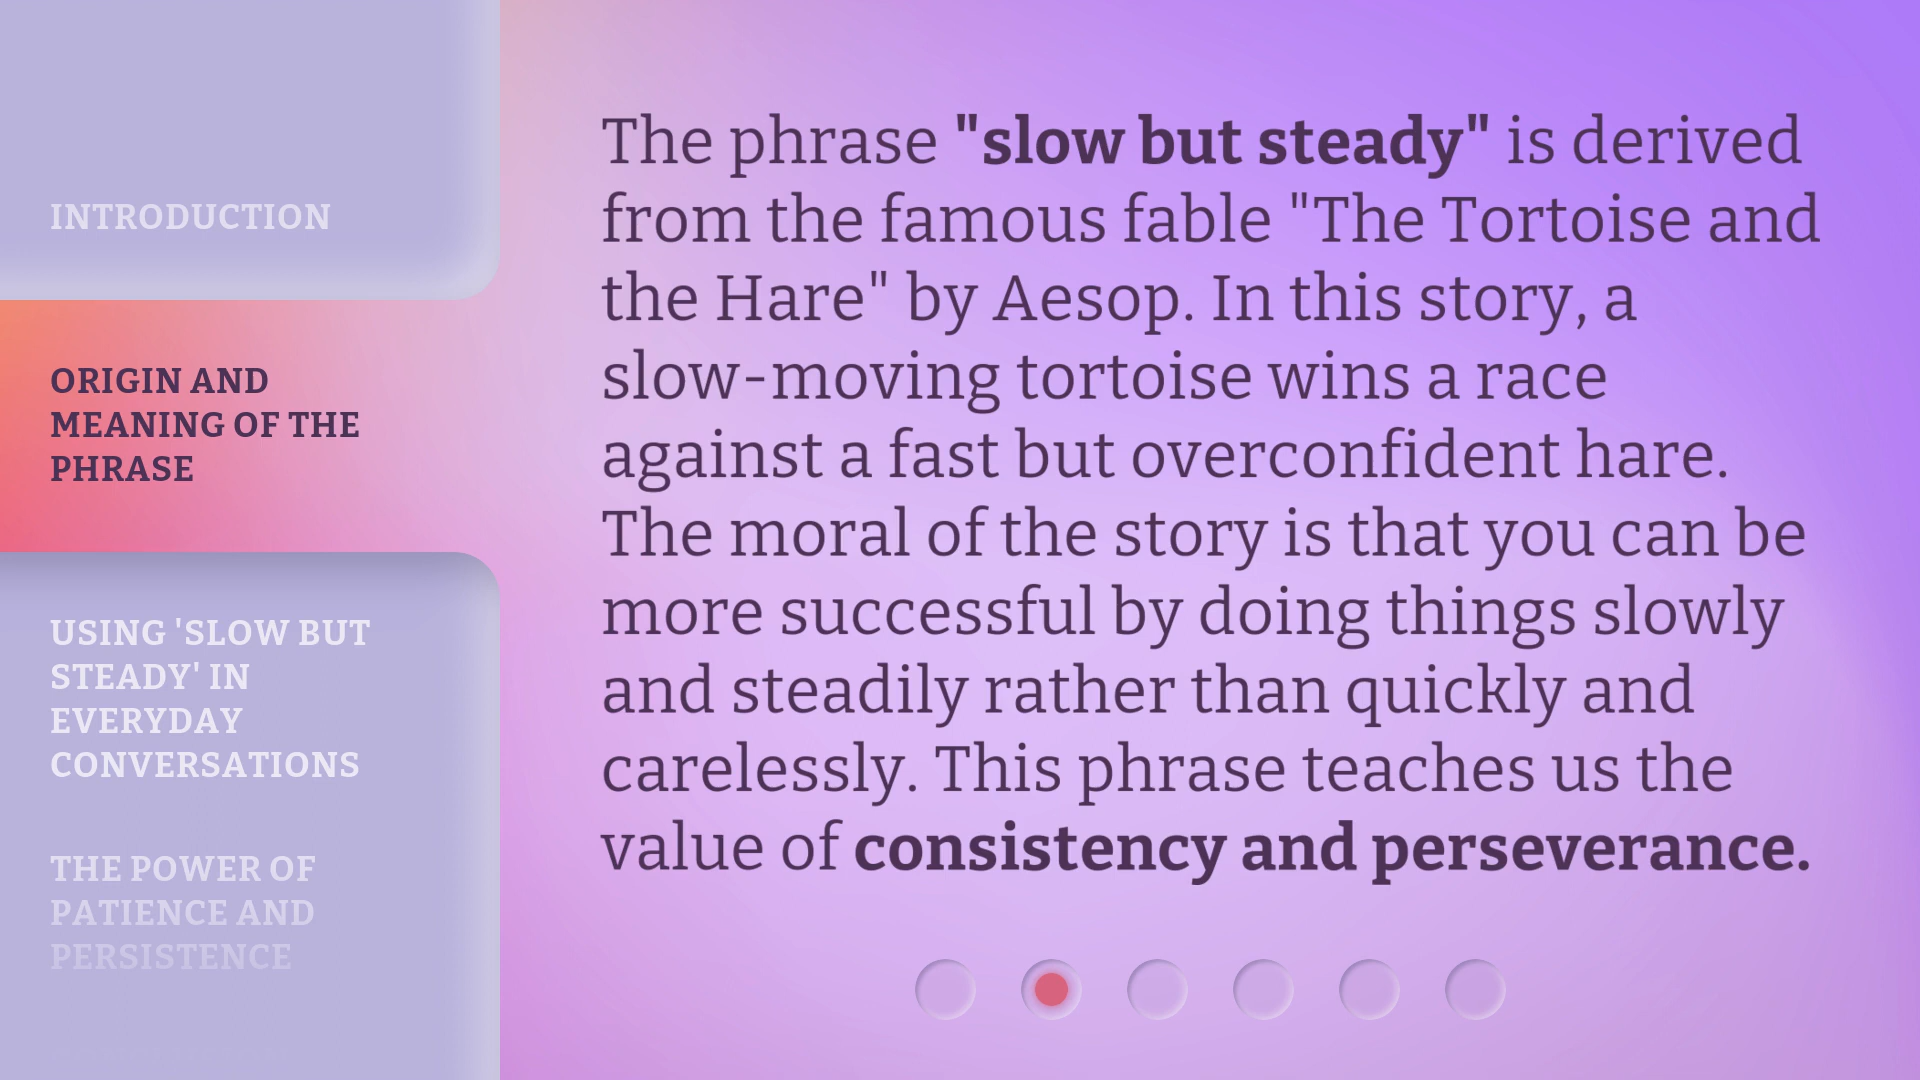 INTRODUCTION
ORIGIN AND
MEANING OF THE
PHRASE
USING 'SLOW BUT
STEADY' IN
EVERYDAY
CONVERSATIONS
THE POWER OF
PATIENCE AND
PERSISTENCE
The phrase "slow but steady" is derived
from the famous fable "The Tortoise and
the Hare" by Aesop. In this story, a
slow-moving tortoise wins a race
against a fast but overconfident hare.
The moral of the story is that you can be
more successful by doing things slowly
and steadily rather than quickly and
carelessly. This phrase teaches us the
value of consistency and perseverance.